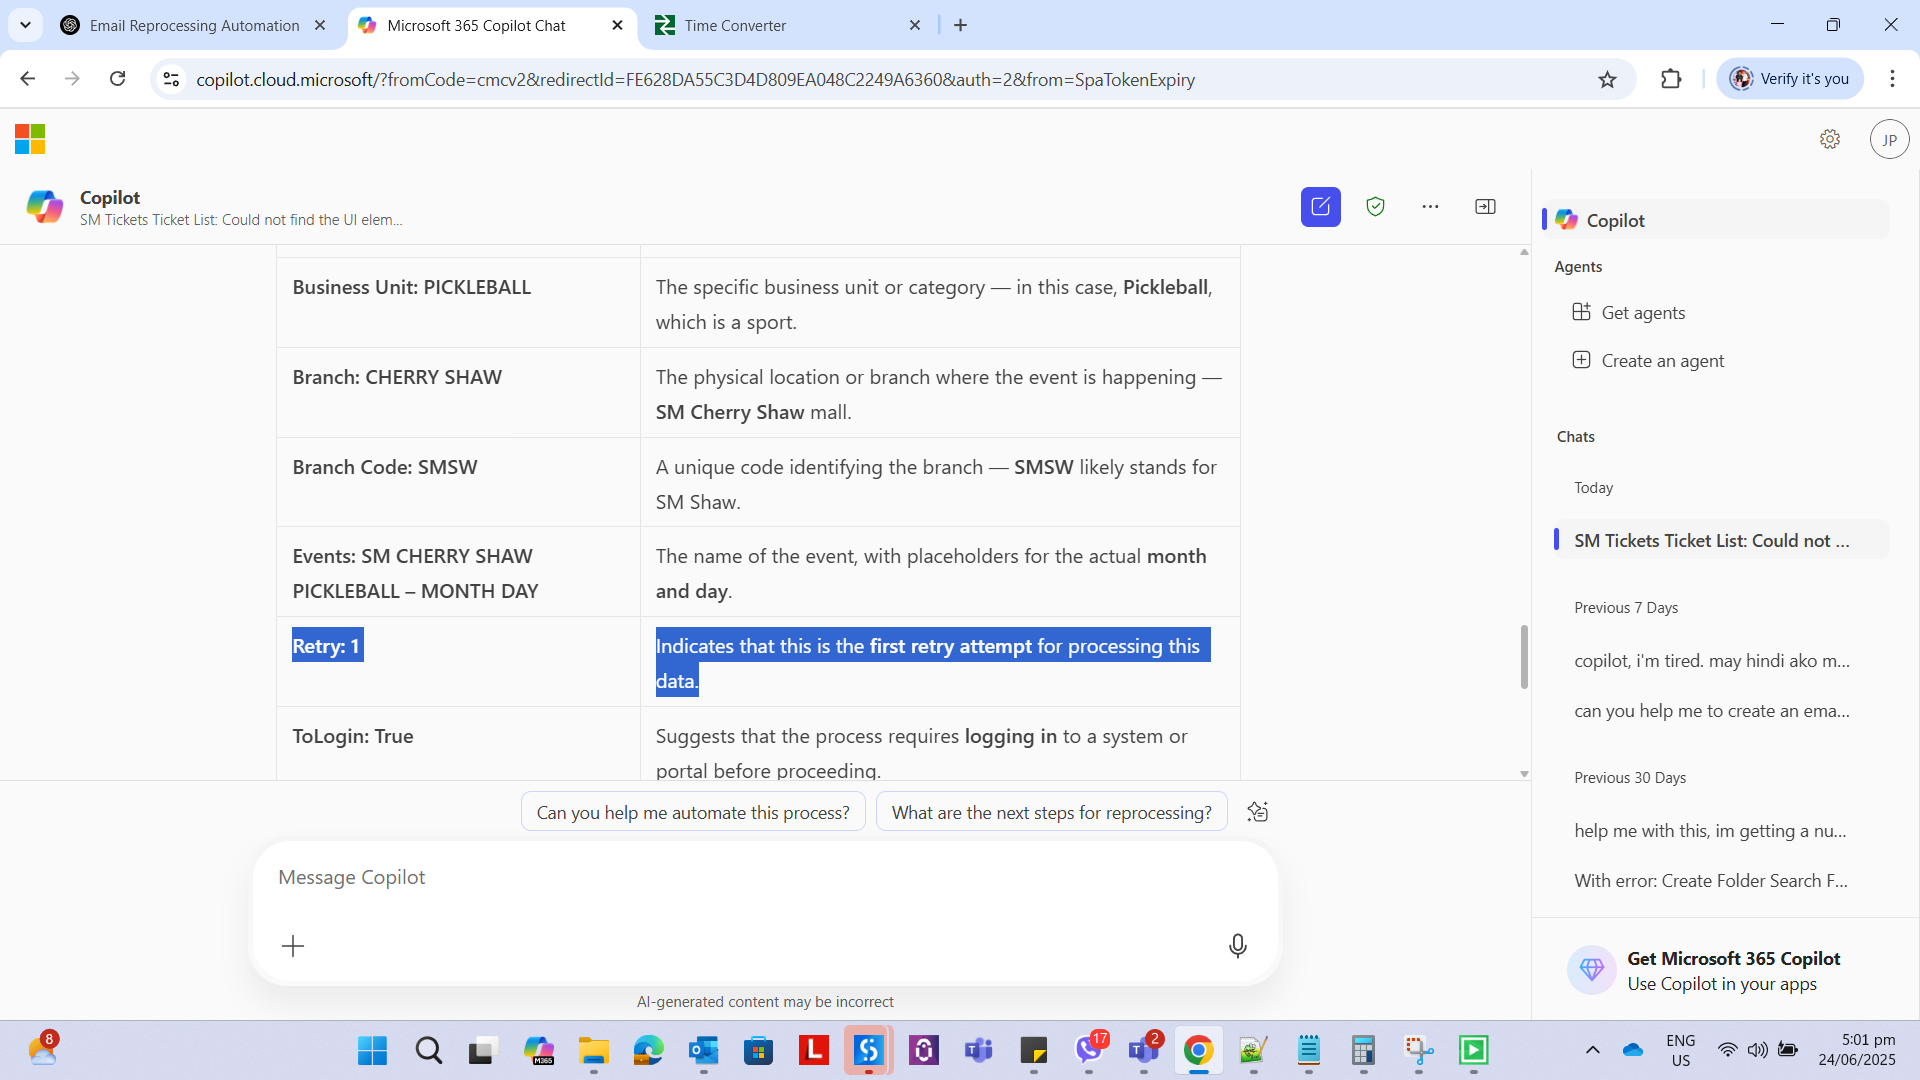 Email Reprocessing Automation
Microsoft 365 Copilot Chat
Time Converter
copilot.cloud.microsoft/?fromCode=cmcv2&redirectId=FE628DA55C3D4D809EA048C2249A6360&auth=2&from=SpaTokenExpiry
Verify it's you
JP
Copilot
SM Tickets Ticket List: Could not find the UI elem...
Business Unit: PICKLEBALL
The specific business unit or category — in this case, Pickleball,
which is a sport.
Branch: CHERRY SHAW
The physical location or branch where the event is happening —
SM Cherry Shaw mall.
Branch Code: SMSW
A unique code identifying the branch — SMSW likely stands for
SM Shaw.
Events: SM CHERRY SHAW
PICKLEBALL – MONTH DAY
The name of the event, with placeholders for the actual month
and day.
Retry: 1
Indicates that this is the first retry attempt for processing this
data.
ToLogin: True
Suggests that the process requires logging in to a system or
portal before proceeding.
Can you help me automate this process?
What are the next steps for reprocessing?
Message Copilot
AI-generated content may be incorrect
Copilot
Agents
Get agents
Create an agent
Chats
Today
SM Tickets Ticket List: Could not ...
Previous 7 Days
copilot, i'm tired. may hindi ako m...
can you help me to create an ema...
Previous 30 Days
help me with this, im getting a nu...
With error: Create Folder Search F...
Get Microsoft 365 Copilot
Use Copilot in your apps
8
M365
L
17
2
ENG
US
5:01 pm
24/06/2025